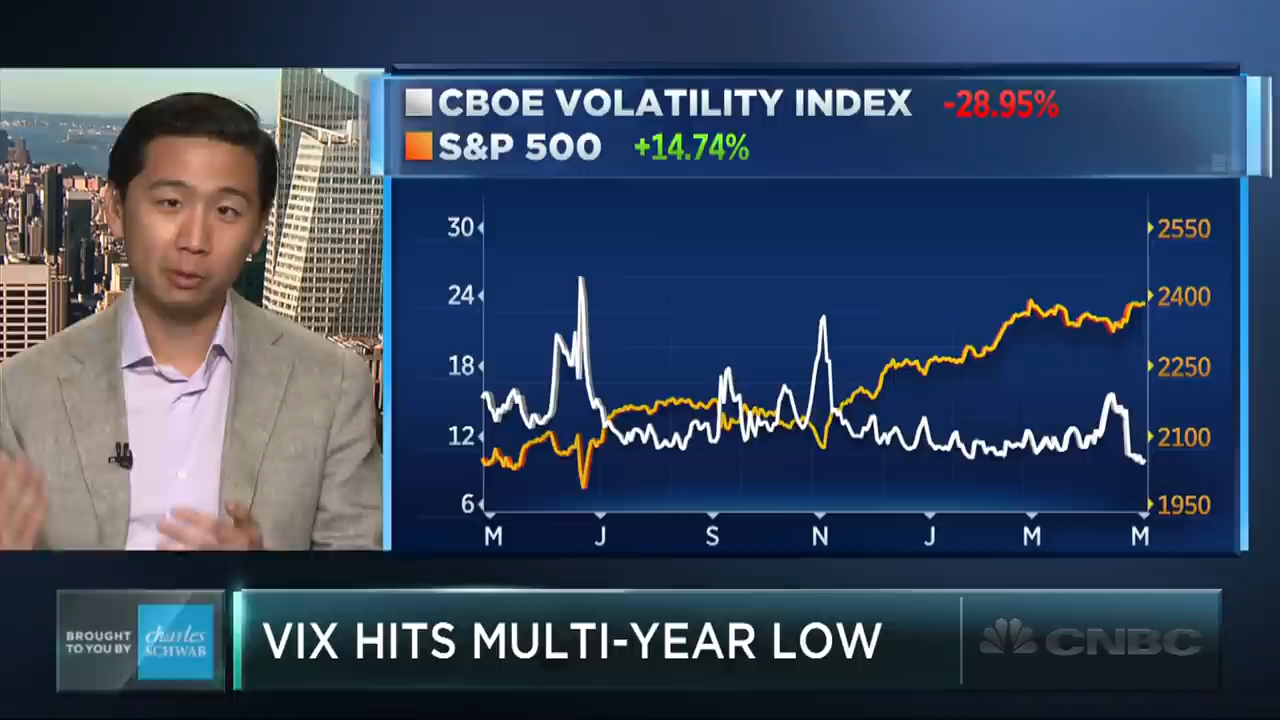 CBOE VOLATILITY INDEX -28.95%
S&P 500 +14.74%
30 2550
24 2400
18 2250
12 2100
6 1950
M J S N J M M
BROUGHT
TO YOU BY
charles
SCHWAB
VIX HITS MULTI-YEAR LOW
CNBC